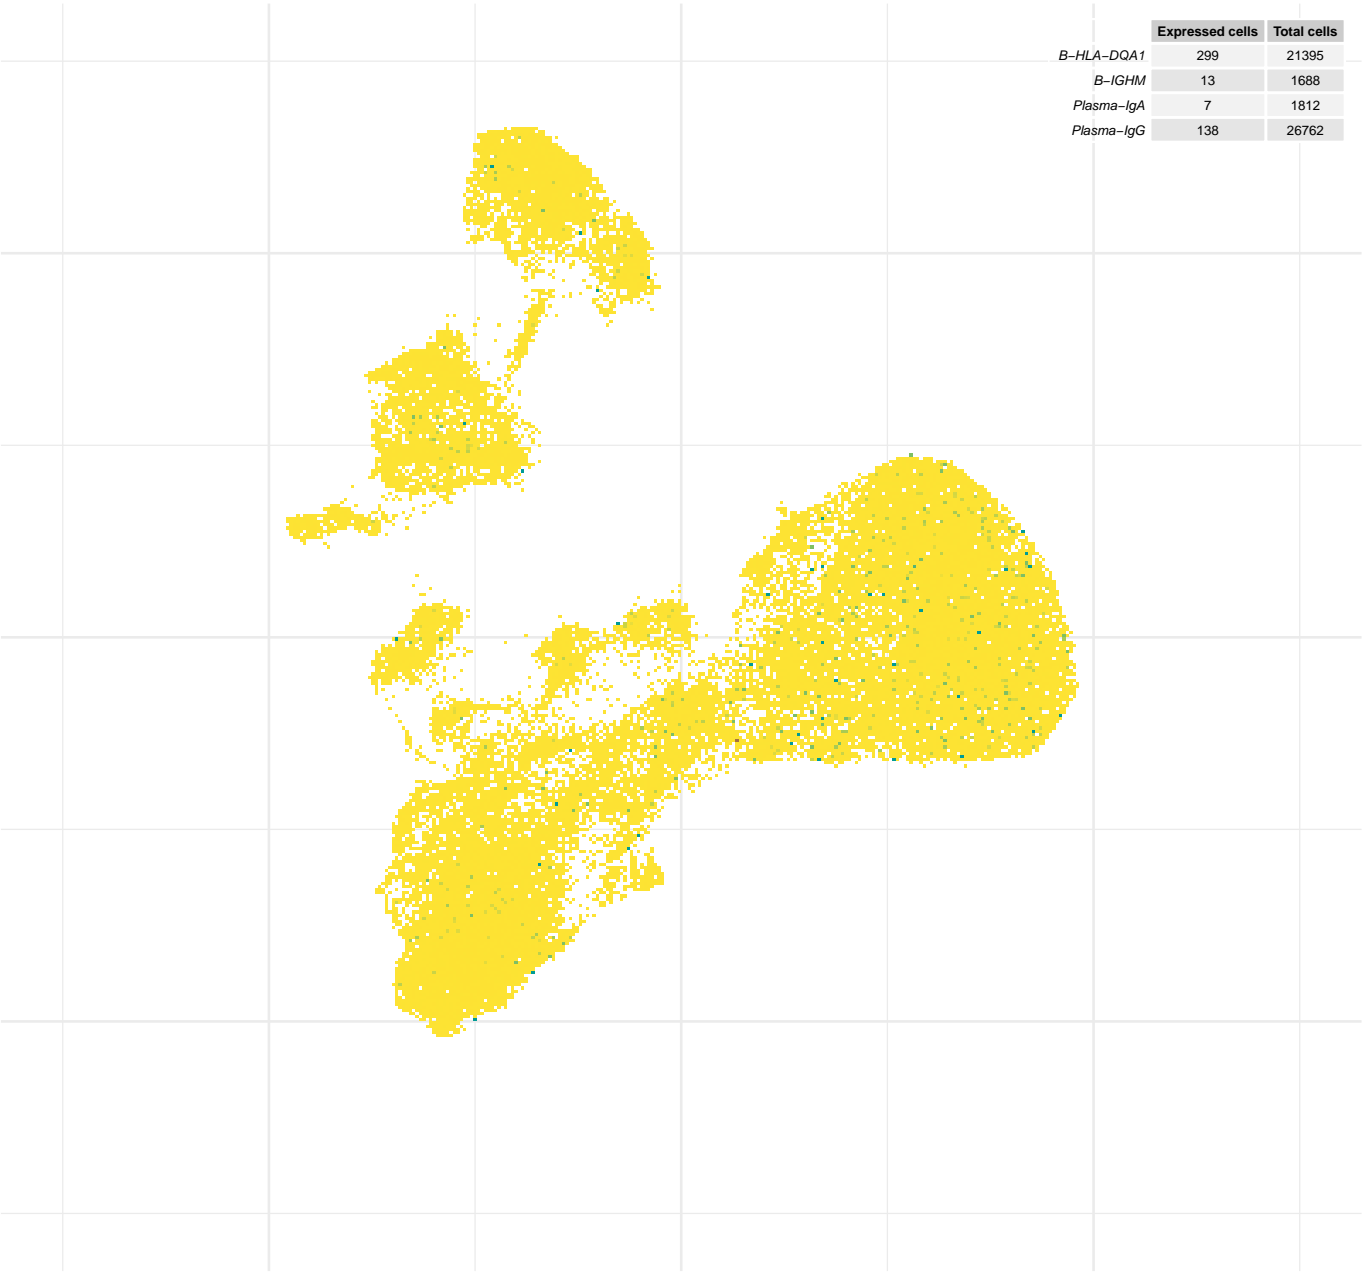 Expressed cells Total cells
B−HLA−DQA1 299 21395
B−IGHM 13 1688
Plasma−IgA 7 1812
Plasma−IgG 138 26762